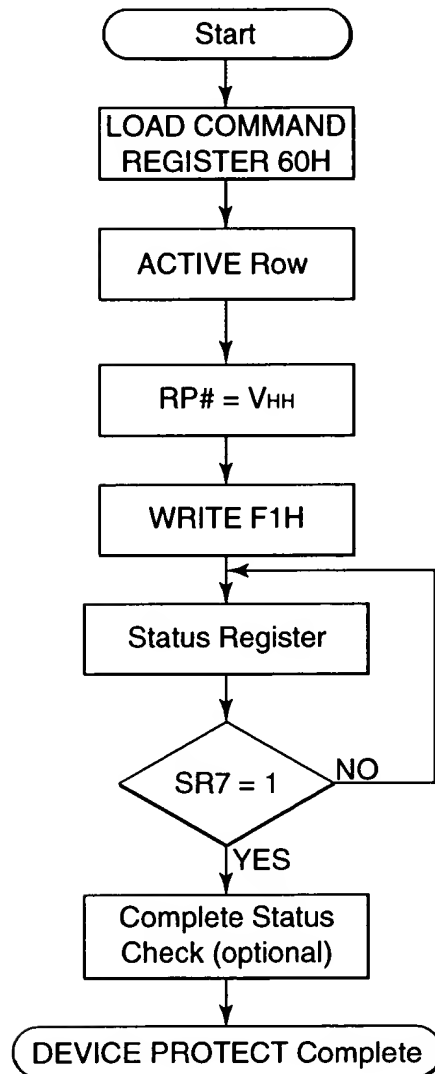 Start
LOAD COMMAND
REGISTER 60H
ACTIVE Row
RP# = VHH
WRITE F1H
Status Register
SR7 = 1
NO
YES
Complete Status
Check (optional)
DEVICE PROTECT Complete